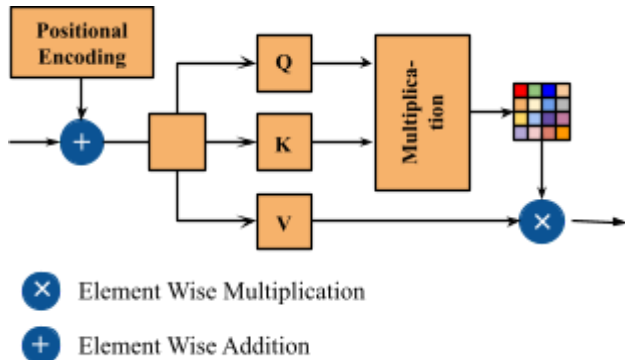 Positional
Encoding
Q
K
V
Multiplica-
tion
Element Wise Multiplication
Element Wise Addition